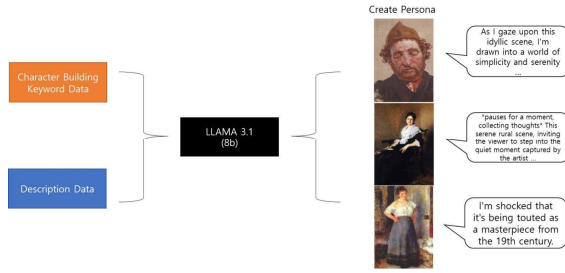 Create Persona
Character Building
Keyword Data
Description Data
LLAMA 3.1
(8b)
As I gaze upon this
idyllic scene, I'm
drawn into a world of
simplicity and serenity
...
"pauses for a moment,
collecting thoughts" This
serene rural scene, inviting
the viewer to step into the
quiet moment captured by
the artist ...
I'm shocked that
it's being touted as
a masterpiece from
the 19th century.